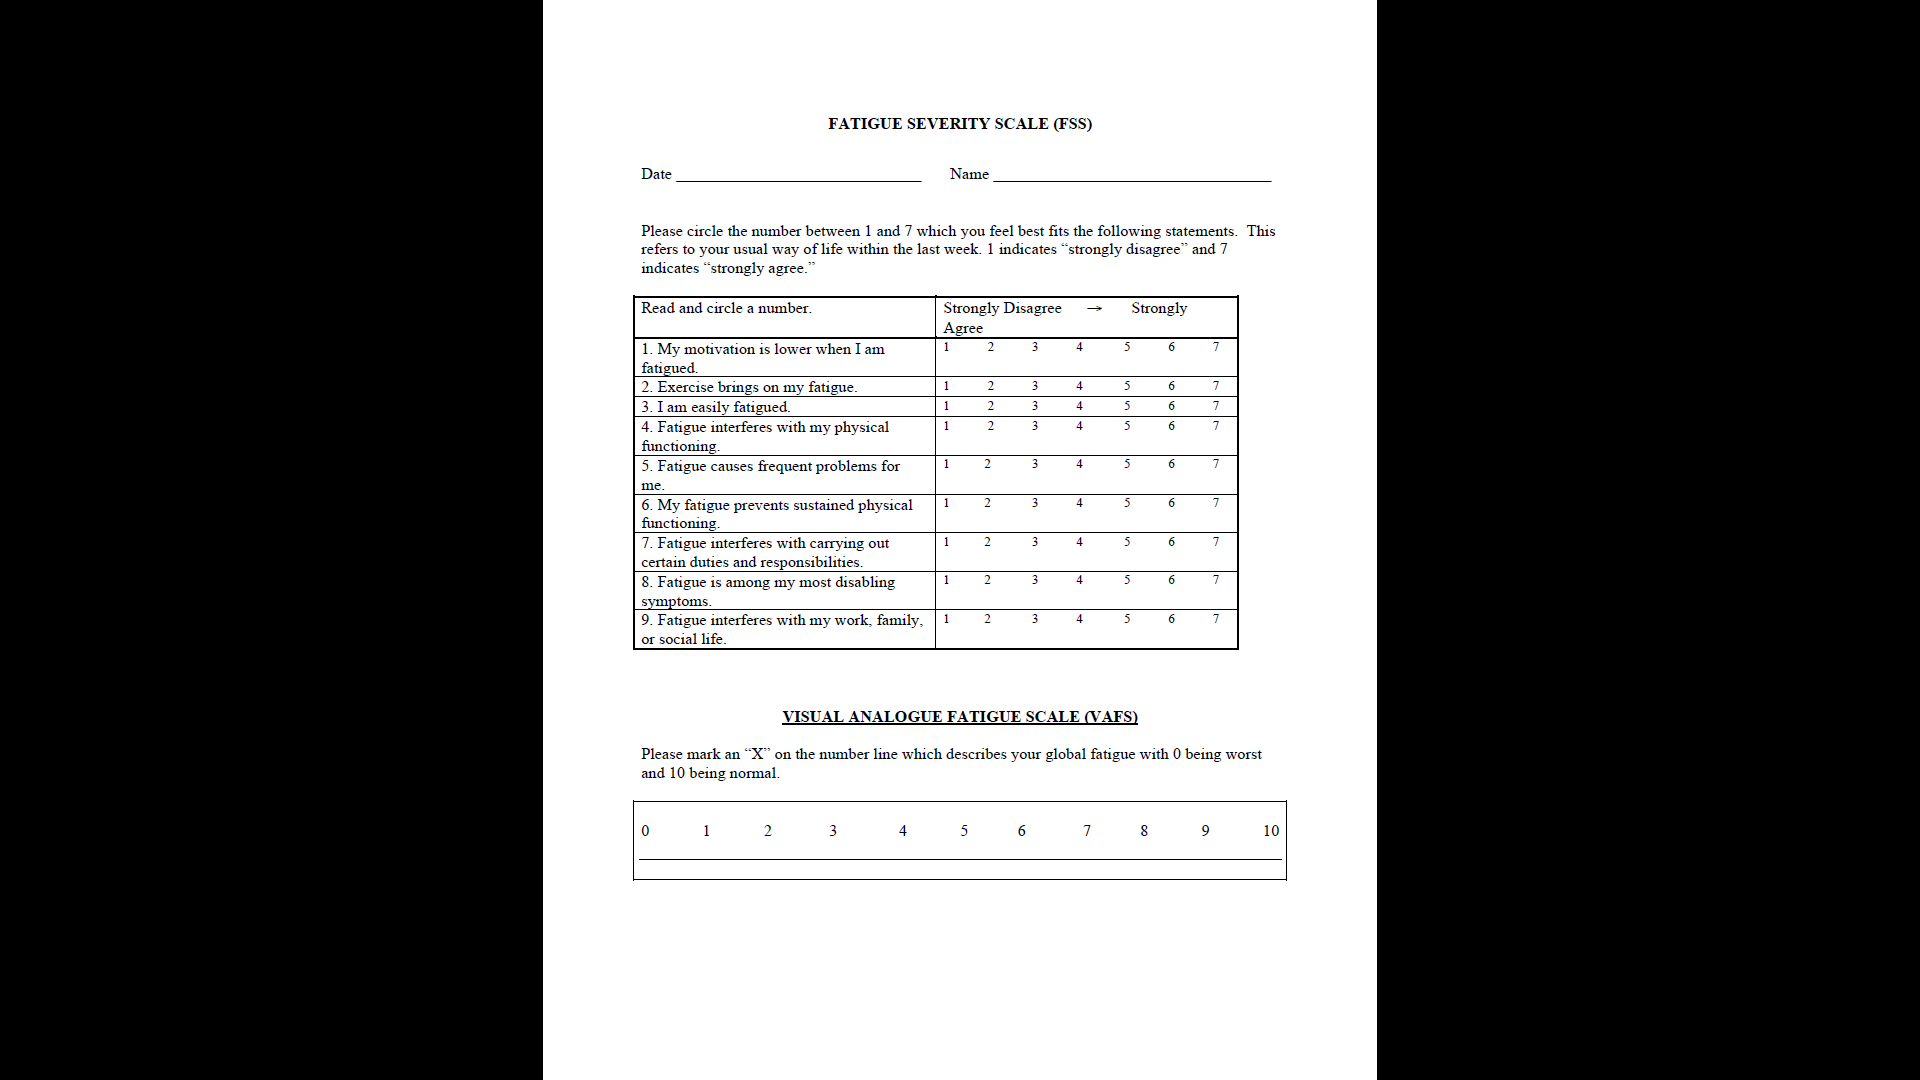 FATIGUE SEVERITY SCALE (FSS)
Date ______________________________ Name __________________________________
Please circle the number between 1 and 7 which you feel best fits the following statements.  This
refers to your usual way of life within the last week. 1 indicates “strongly disagree” and 7
indicates “strongly agree.”
Read and circle a number. Strongly Disagree → Strongly
Agree
1. My motivation is lower when I am 1 2 3 4 5 6 7
fatigued.
2. Exercise brings on my fatigue. 1 2 3 4 5 6 7
3. I am easily fatigued. 1 2 3 4 5 6 7
4. Fatigue interferes with my physical 1 2 3 4 5 6 7
functioning.
5. Fatigue causes frequent problems for 1 2 3 4 5 6 7
me.
6. My fatigue prevents sustained physical 1 2 3 4 5 6 7
functioning.
7. Fatigue interferes with carrying out 1 2 3 4 5 6 7
certain duties and responsibilities.
8. Fatigue is among my most disabling 1 2 3 4 5 6 7
symptoms.
9. Fatigue interferes with my work, family, 1 2 3 4 5 6 7
or social life.
VISUAL ANALOGUE FATIGUE SCALE (VAFS)
Please mark an “X” on the number line which describes your global fatigue with 0 being worst
and 10 being normal.
0 1 2 3 4 5 6 7 8 9 10